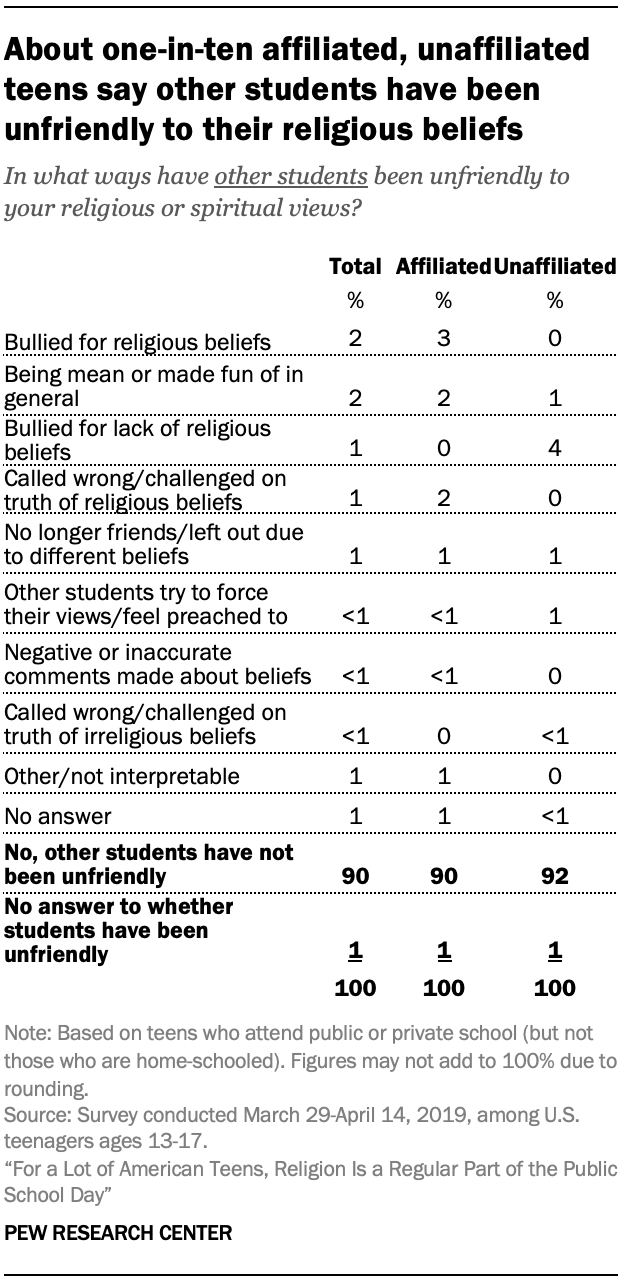 About one-in-ten affiliated, unaffiliated
teens say other students have been
unfriendly to their religious beliefs
In what ways have other students been unfriendly to
your religious or spiritual views?
Total Affiliated Unaffiliated
% % %
Bullied for religious beliefs 2 3 0
Being mean or made fun of in
general 2 2 1
Bullied for lack of religious
beliefs 1 0 4
Called wrong/challenged on
truth of religious beliefs 1 2 0
No longer friends/left out due
to different beliefs 1 1 1
Other students try to force
their views/feel preached to <1 <1 1
Negative or inaccurate
comments made about beliefs <1 <1 0
Called wrong/challenged on
truth of irreligious beliefs <1 0 <1
Other/not interpretable 1 1 0
No answer 1 1 <1
No, other students have not
been unfriendly 90 90 92
No answer to whether
students have been
unfriendly 1 1 1
100 100 100
Note: Based on teens who attend public or private school (but not
those who are home-schooled). Figures may not add to 100% due to
rounding.
Source: Survey conducted March 29-April 14, 2019, among U.S.
teenagers ages 13-17.
“For a Lot of American Teens, Religion Is a Regular Part of the Public
School Day”
PEW RESEARCH CENTER